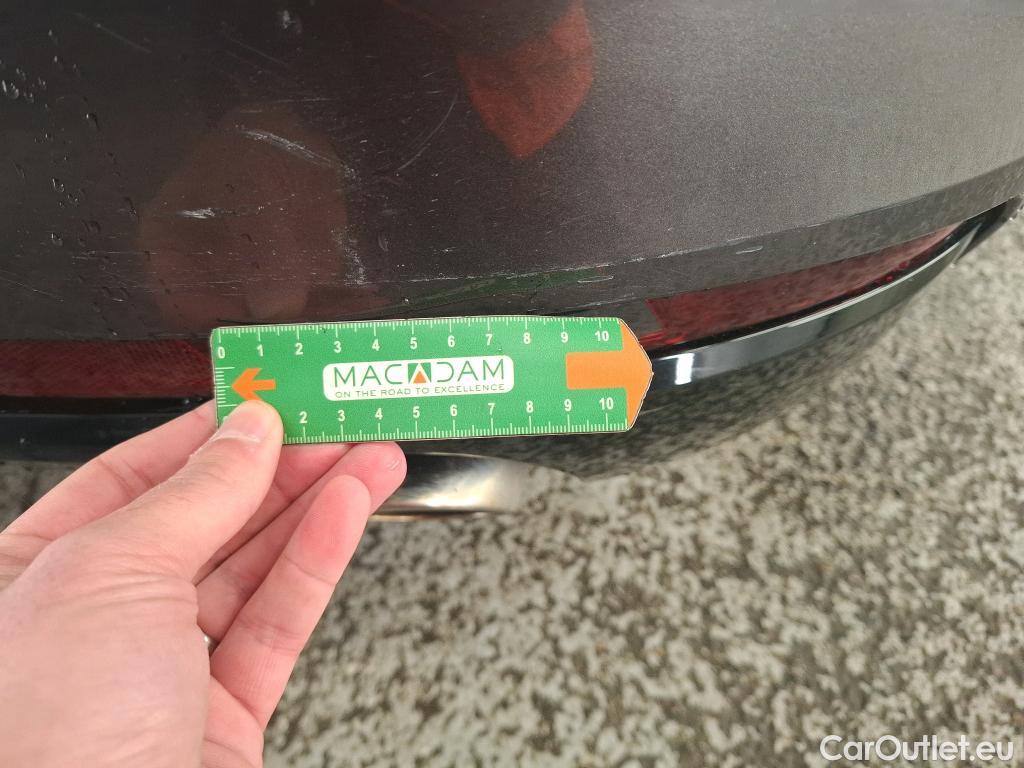 0 1 2 3 4 5 6 7 8 9 10
MACADAM
ON THE ROAD TO EXCELLENCE
2 3 4 5 6 7 8 9 10
CarOutlet.eu